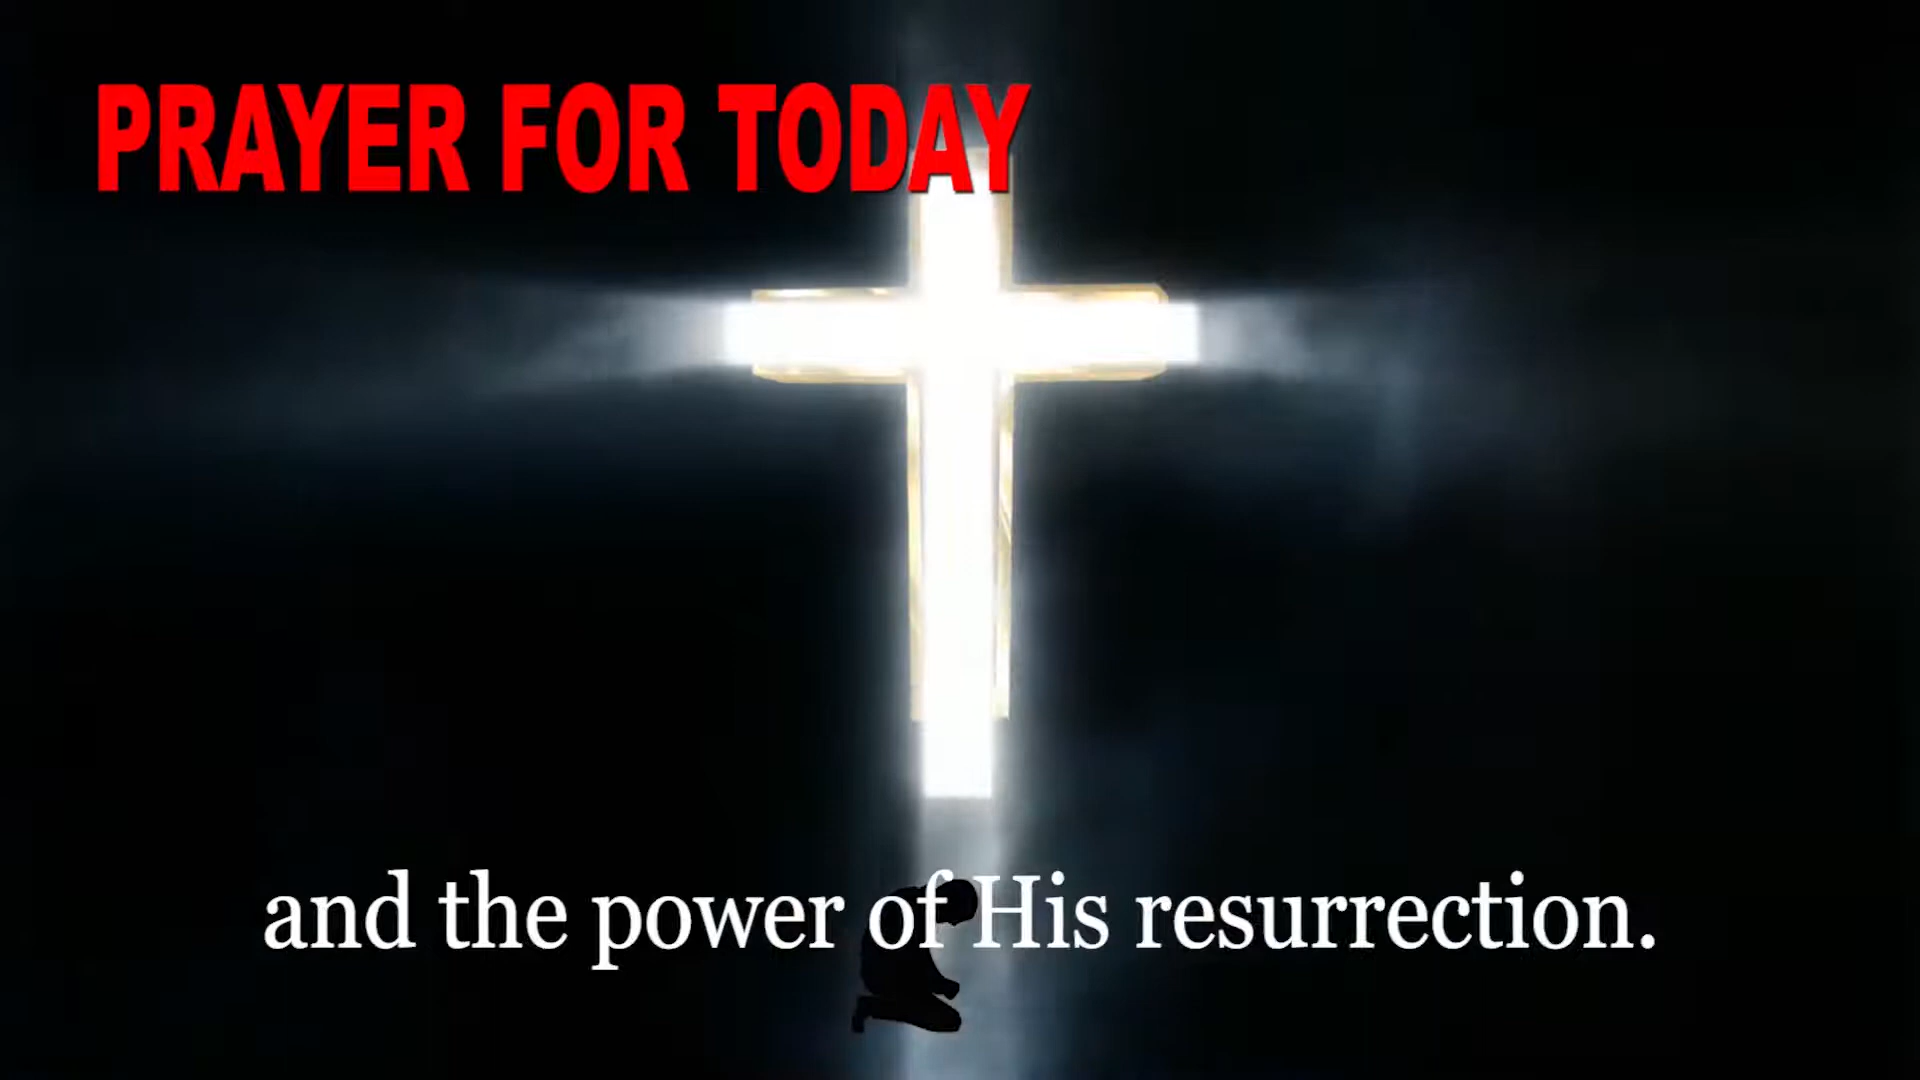 PRAYER FOR TODAY
and the power of His resurrection.